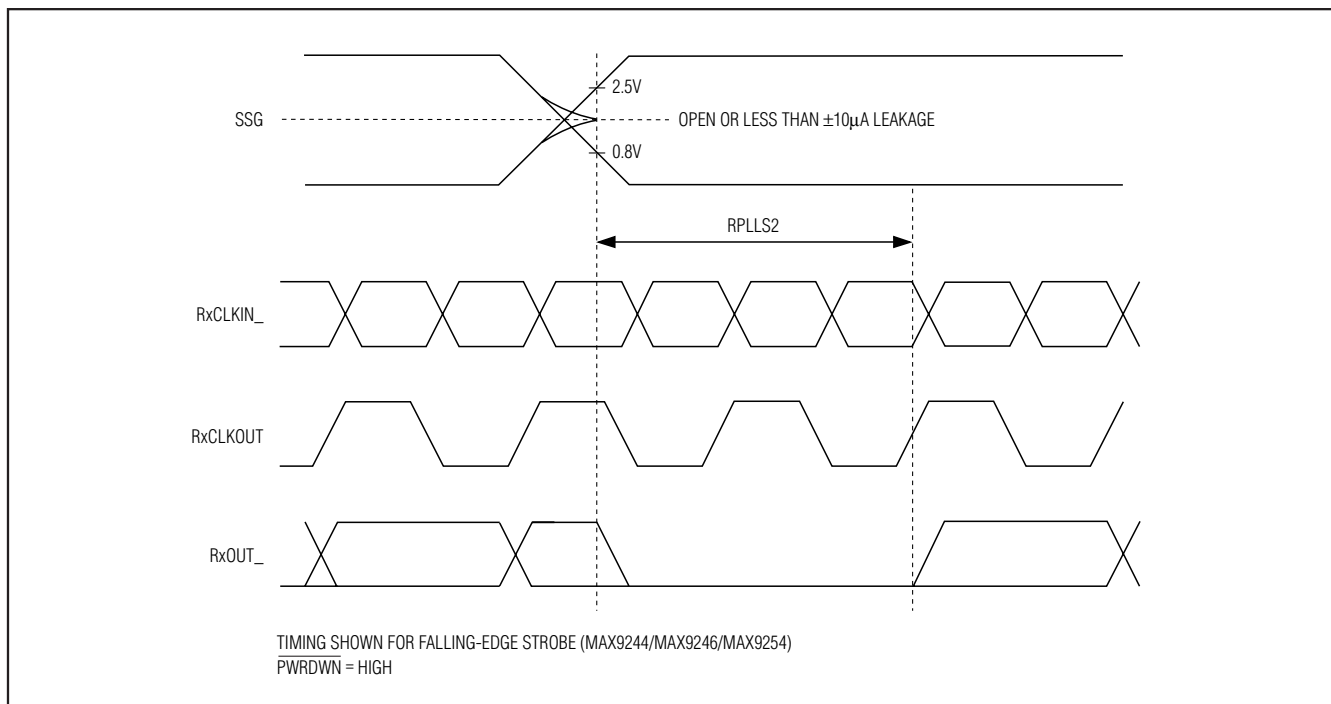 2.5V
SSG
OPEN OR LESS THAN ±10µA LEAKAGE
0.8V
RPLLS2
RxCLKIN_
RxCLKOUT
RxOUT_
TIMING SHOWN FOR FALLING-EDGE STROBE (MAX9244/MAX9246/MAX9254)
PWRDWN = HIGH